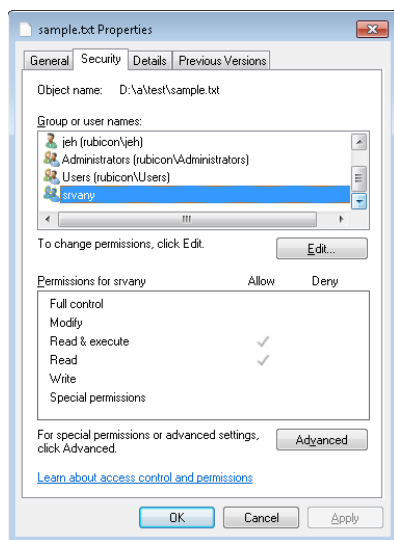 sample.txt Properties
General Security Details Previous Versions
Object name: D:\a\test\sample.txt
Group or user names:
jeh (rubicon\jeh)
Administrators (rubicon\Administrators)
Users (rubicon\Users)
srvany
To change permissions, click Edit.
Edit...
Permissions for srvany Allow Deny
Full control
Modify
Read & execute
Read
Write
Special permissions
For special permissions or advanced settings,
click Advanced.
Advanced
Learn about access control and permissions
OK Cancel Apply